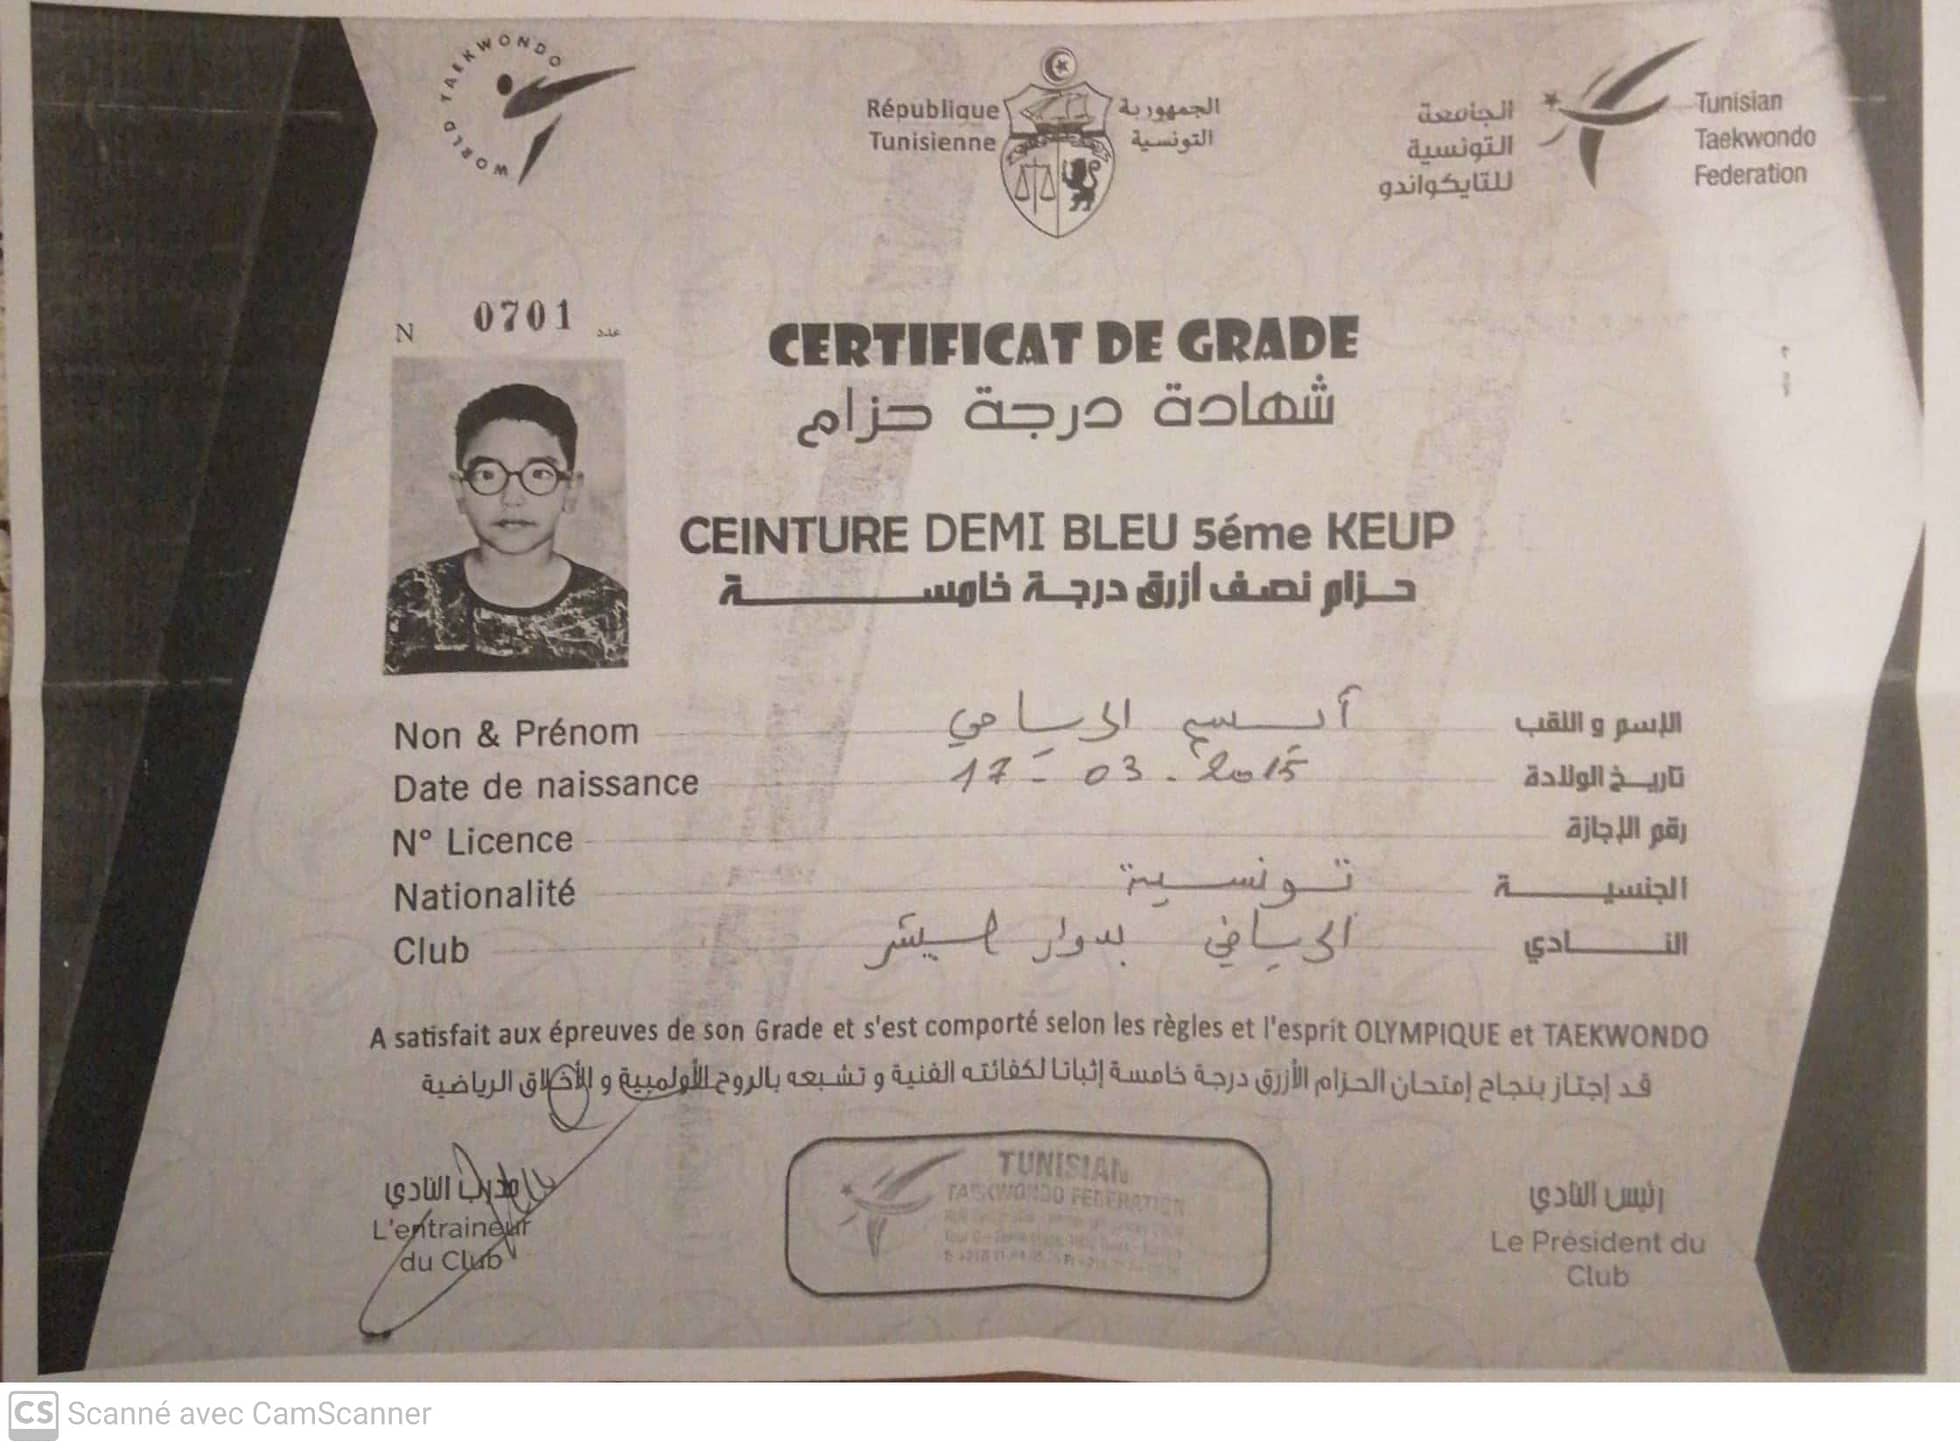 WORLD TAEKWONDO
République
Tunisienne
الجمهورية
التونسية
الجامعة
التونسية
للتايكواندو
Tunisian
Taekwondo
Federation
N 0701 عدد
CERTIFICAT DE GRADE
شهادة درجة حزام
CEINTURE DEMI BLEU 5éme KEUP
حزام نصف أزرق درجة خامسة
Non & Prénom الرياحي الإسم و اللقب
Date de naissance 17-03-2015 تاريخ الولادة
N° Licence رقم الإجازة
Nationalité تونسية الجنسية
Club الرياضي بدوار هيشر النادي
A satisfait aux épreuves de son Grade et s'est comporté selon les règles et l'esprit OLYMPIQUE et TAEKWONDO
قد إجتاز بنجاح إمتحان الحزام الأزرق درجة خامسة إثباتا لكفائته الفنية و تشبعه بالروح الأولمبية و الأخلاق الرياضية
مدرب النادي
L'entraineur
du Club
TUNISIAN
TAEKWONDO FEDERATION
رئيس النادي
Le Président du
Club
CS Scanné avec CamScanner